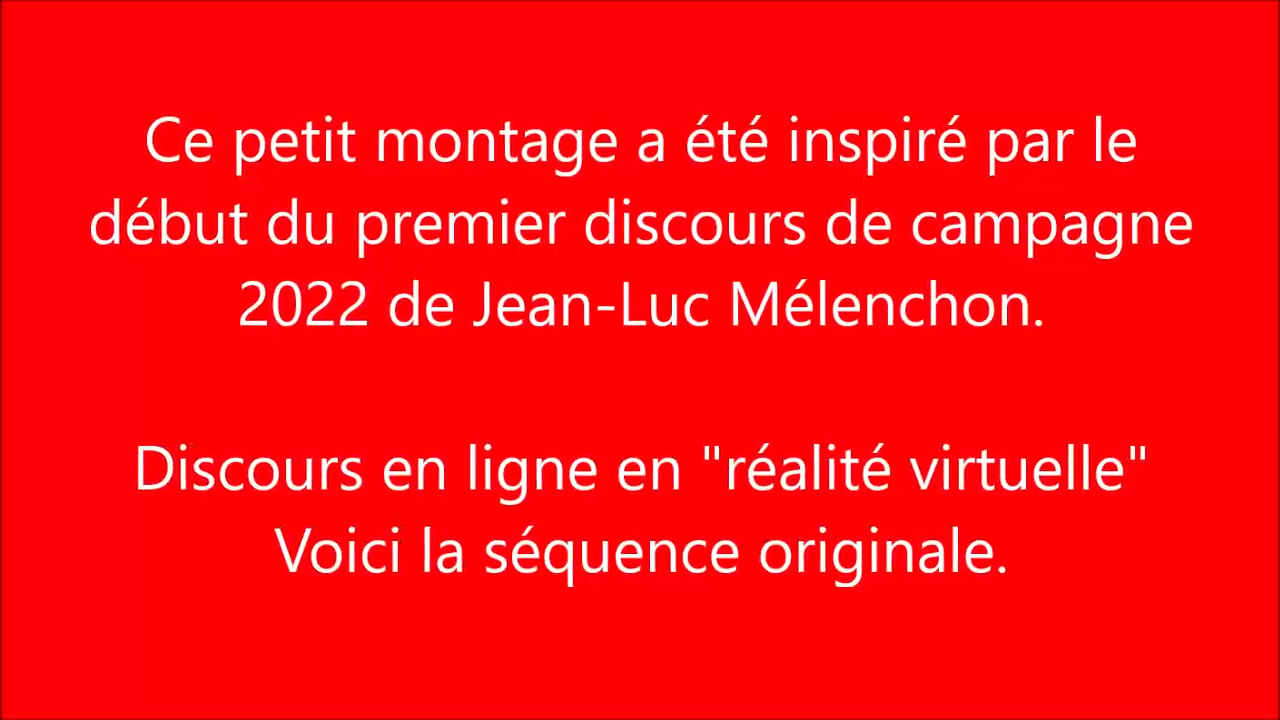 Ce petit montage a été inspiré par le
début du premier discours de campagne
2022 de Jean-Luc Mélenchon.
Discours en ligne en "réalité virtuelle"
Voici la séquence originale.